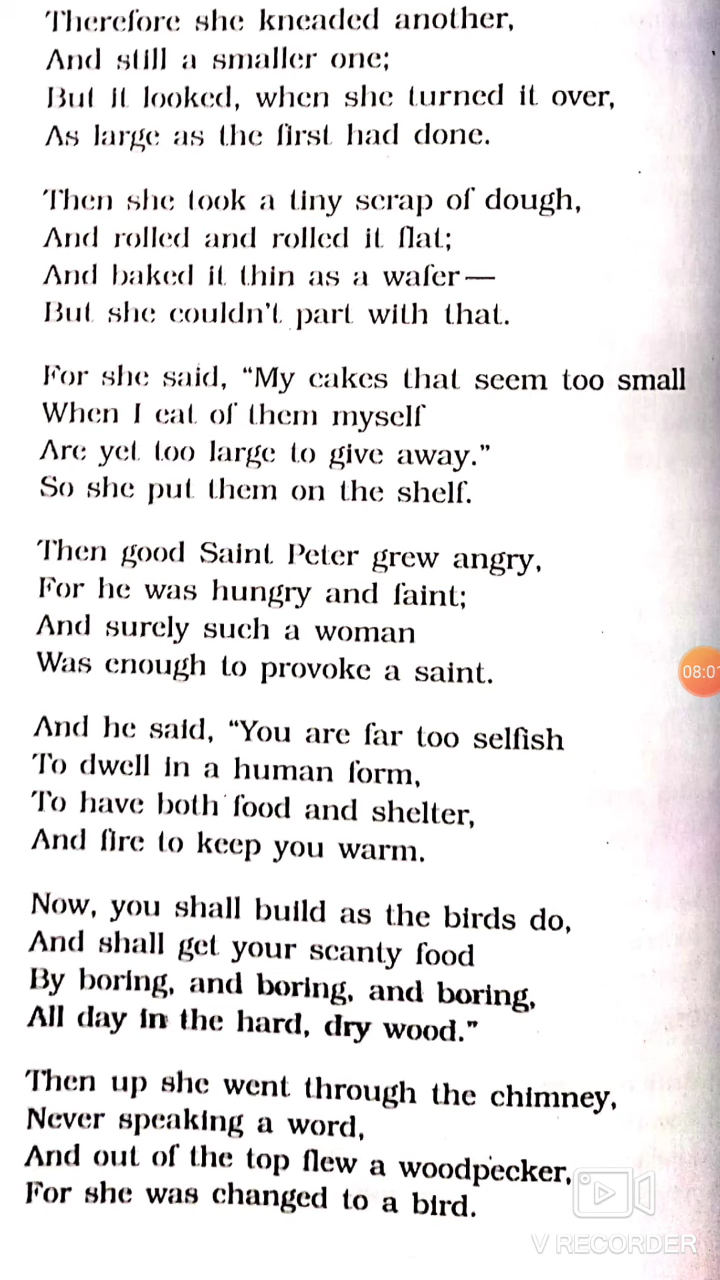 Therefore she kneaded another,
And still a smaller one;
But it looked, when she turned it over,
As large as the first had done.
Then she took a tiny scrap of dough,
And rolled and rolled it flat;
And baked it thin as a wafer—
But she couldn't part with that.
For she said, “My cakes that seem too small
When I eat of them myself
Are yet too large to give away.”
So she put them on the shelf.
Then good Saint Peter grew angry,
For he was hungry and faint;
And surely such a woman
Was enough to provoke a saint.
And he said, “You are far too selfish
To dwell in a human form,
To have both food and shelter,
And fire to keep you warm.
Now, you shall build as the birds do,
And shall get your scanty food
By boring, and boring, and boring,
All day in the hard, dry wood.”
Then up she went through the chimney,
Never speaking a word,
And out of the top flew a woodpecker,
For she was changed to a bird.
08:01
V RECORDER